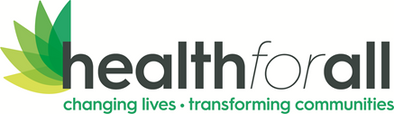 healthforall
changing lives • transforming communities